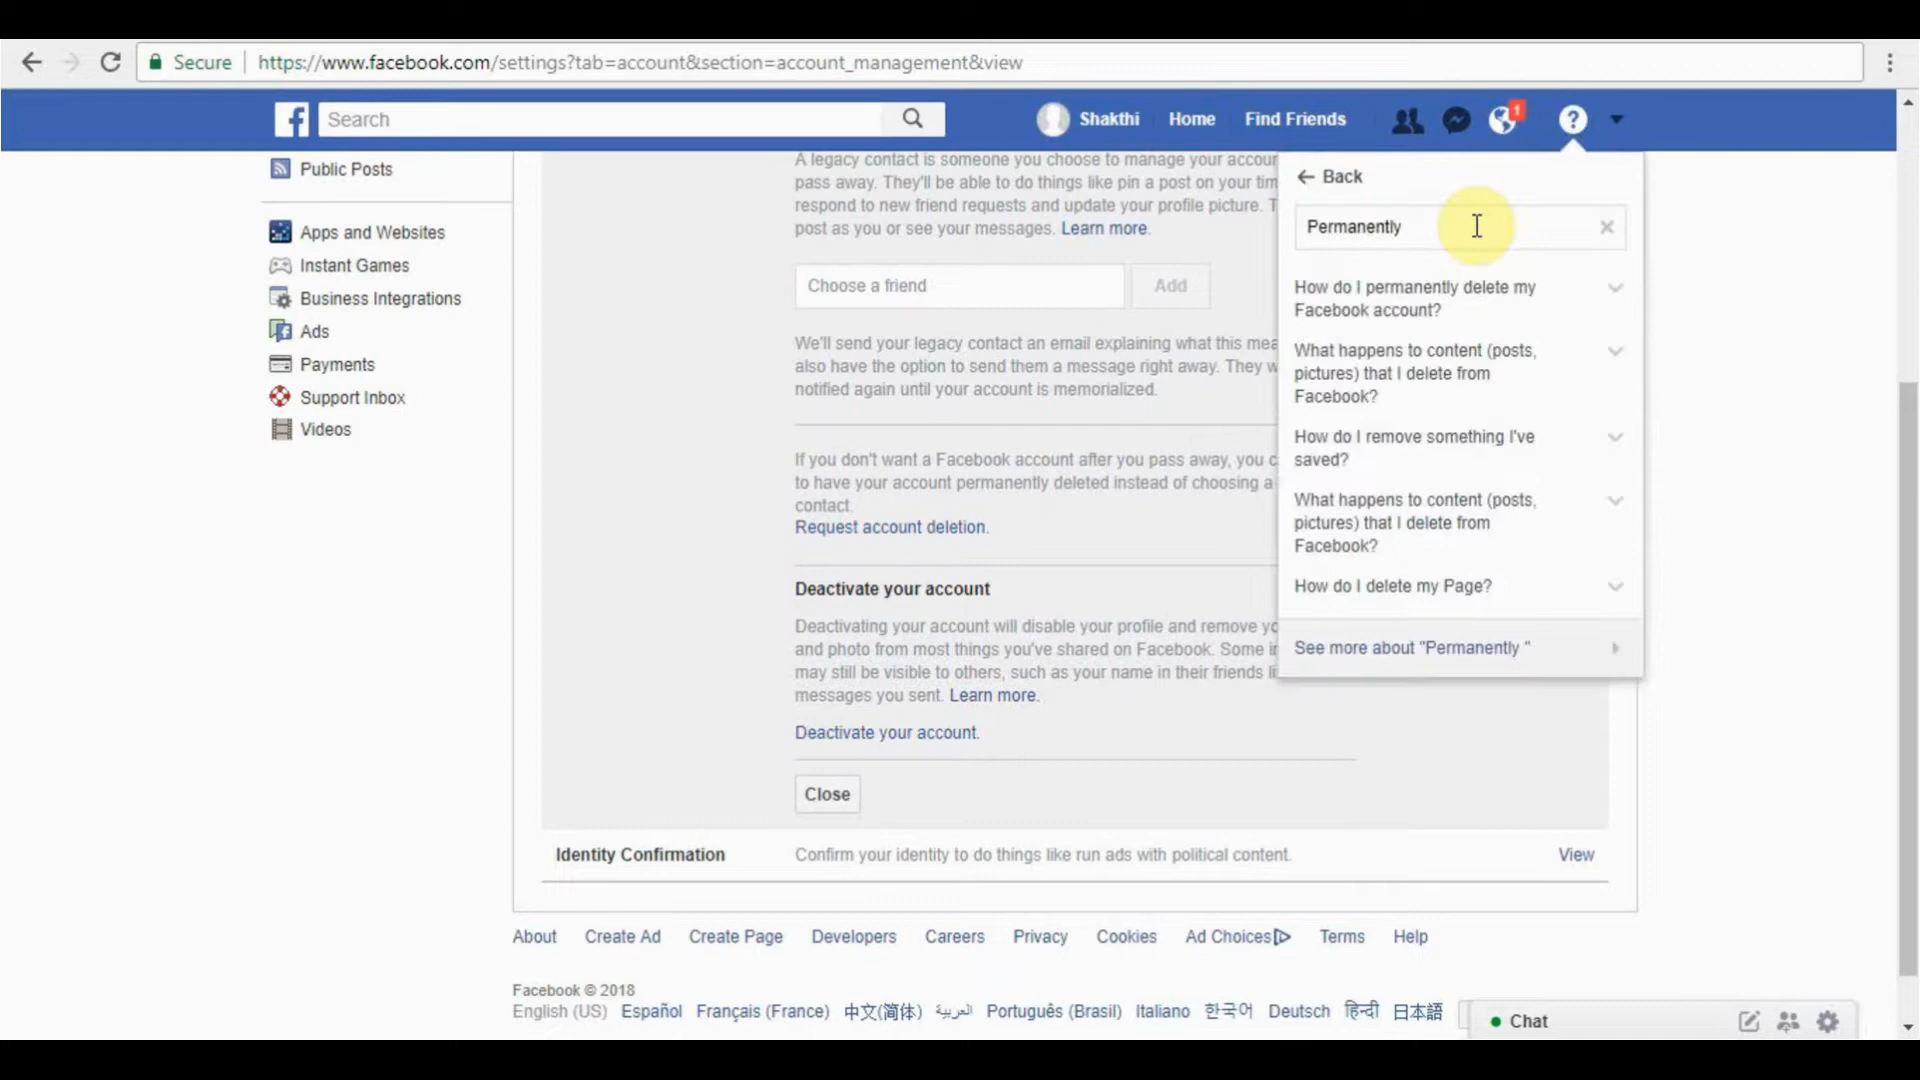 Secure
https://www.facebook.com/settings?tab=account&section=account_management&view
Search
Shakthi
Home
Find Friends
1
?
Public Posts
Apps and Websites
Instant Games
Business Integrations
Ads
Payments
Support Inbox
Videos
A legacy contact is someone you choose to manage your accoun
pass away. They'll be able to do things like pin a post on your tim
respond to new friend requests and update your profile picture. T
post as you or see your messages. Learn more.
Choose a friend
Add
We'll send your legacy contact an email explaining what this mea
also have the option to send them a message right away. They w
notified again until your account is memorialized.
If you don't want a Facebook account after you pass away, you c
to have your account permanently deleted instead of choosing a
contact.
Request account deletion.
Deactivate your account
Deactivating your account will disable your profile and remove yo
and photo from most things you've shared on Facebook. Some in
may still be visible to others, such as your name in their friends li
messages you sent. Learn more.
Deactivate your account.
Close
Identity Confirmation
Confirm your identity to do things like run ads with political content.
View
Back
Permanently
How do I permanently delete my
Facebook account?
What happens to content (posts,
pictures) that I delete from
Facebook?
How do I remove something I've
saved?
What happens to content (posts,
pictures) that I delete from
Facebook?
How do I delete my Page?
See more about "Permanently "
About Create Ad Create Page Developers Careers Privacy Cookies Ad Choices Terms Help
Facebook © 2018
English (US) Español Français (France) 中文(简体) العربية Português (Brasil) Italiano 한국어 Deutsch हिन्दी 日本語
Chat